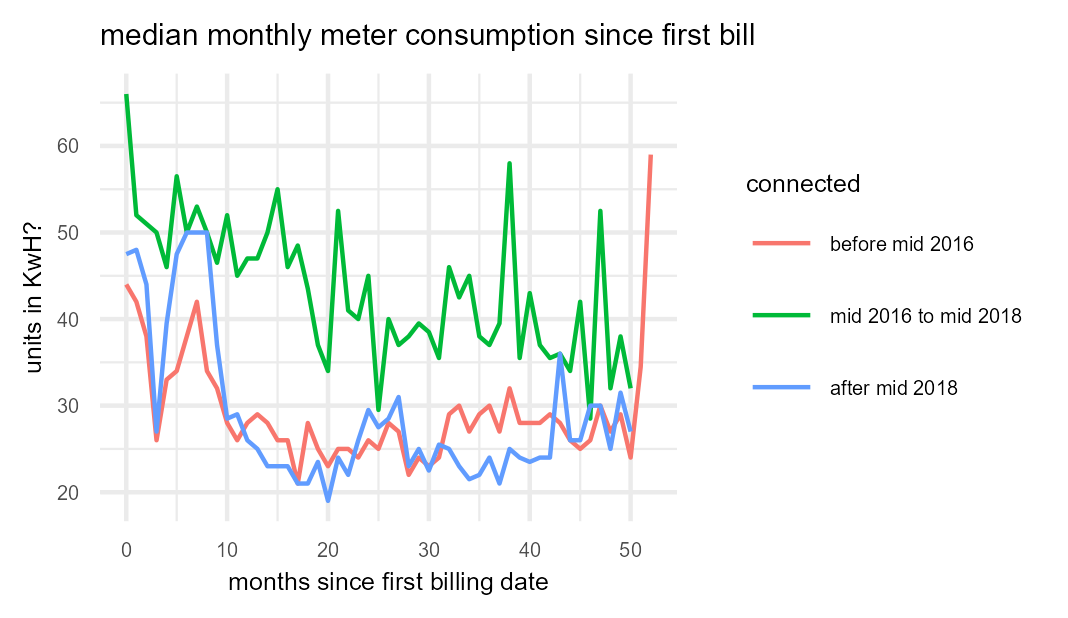 median monthly meter consumption since first bill
units in KwH?
60
50
40
30
20
0 10 20 30 40 50
months since first billing date
connected
before mid 2016
mid 2016 to mid 2018
after mid 2018